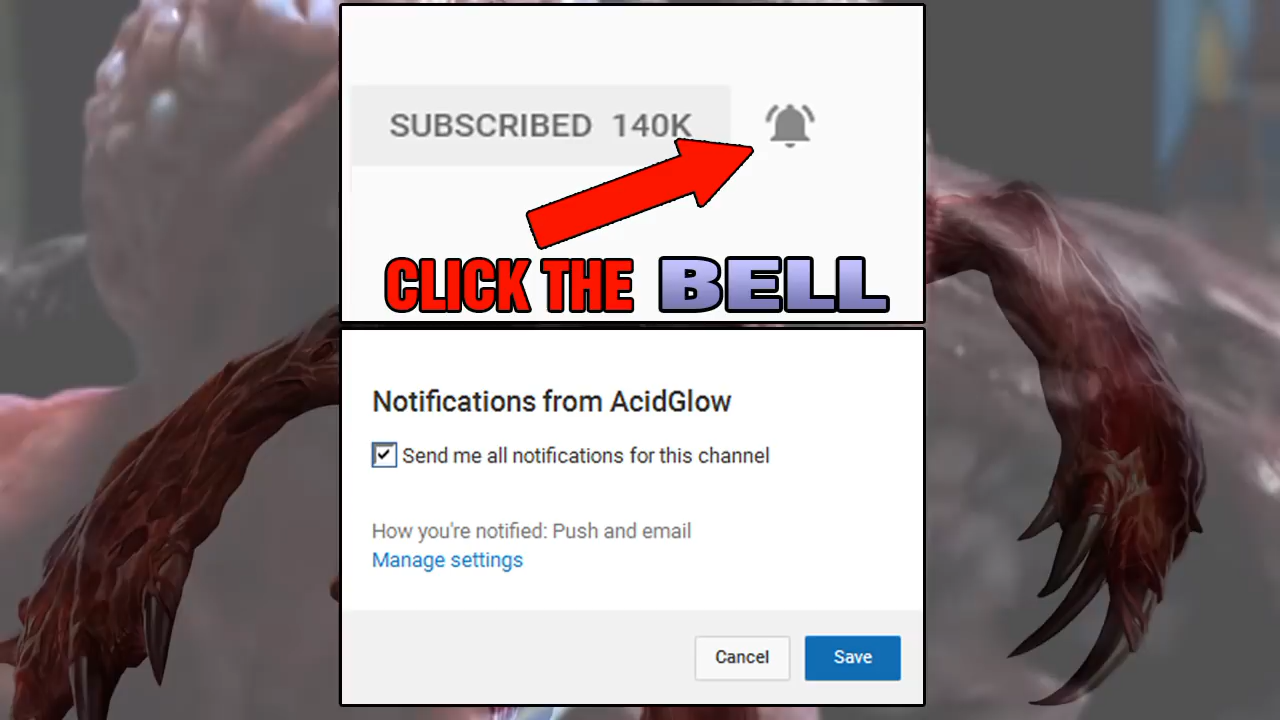 SUBSCRIBED 140K
CLICK THE BELL
Notifications from AcidGlow
Send me all notifications for this channel
How you're notified: Push and email
Manage settings
Cancel Save